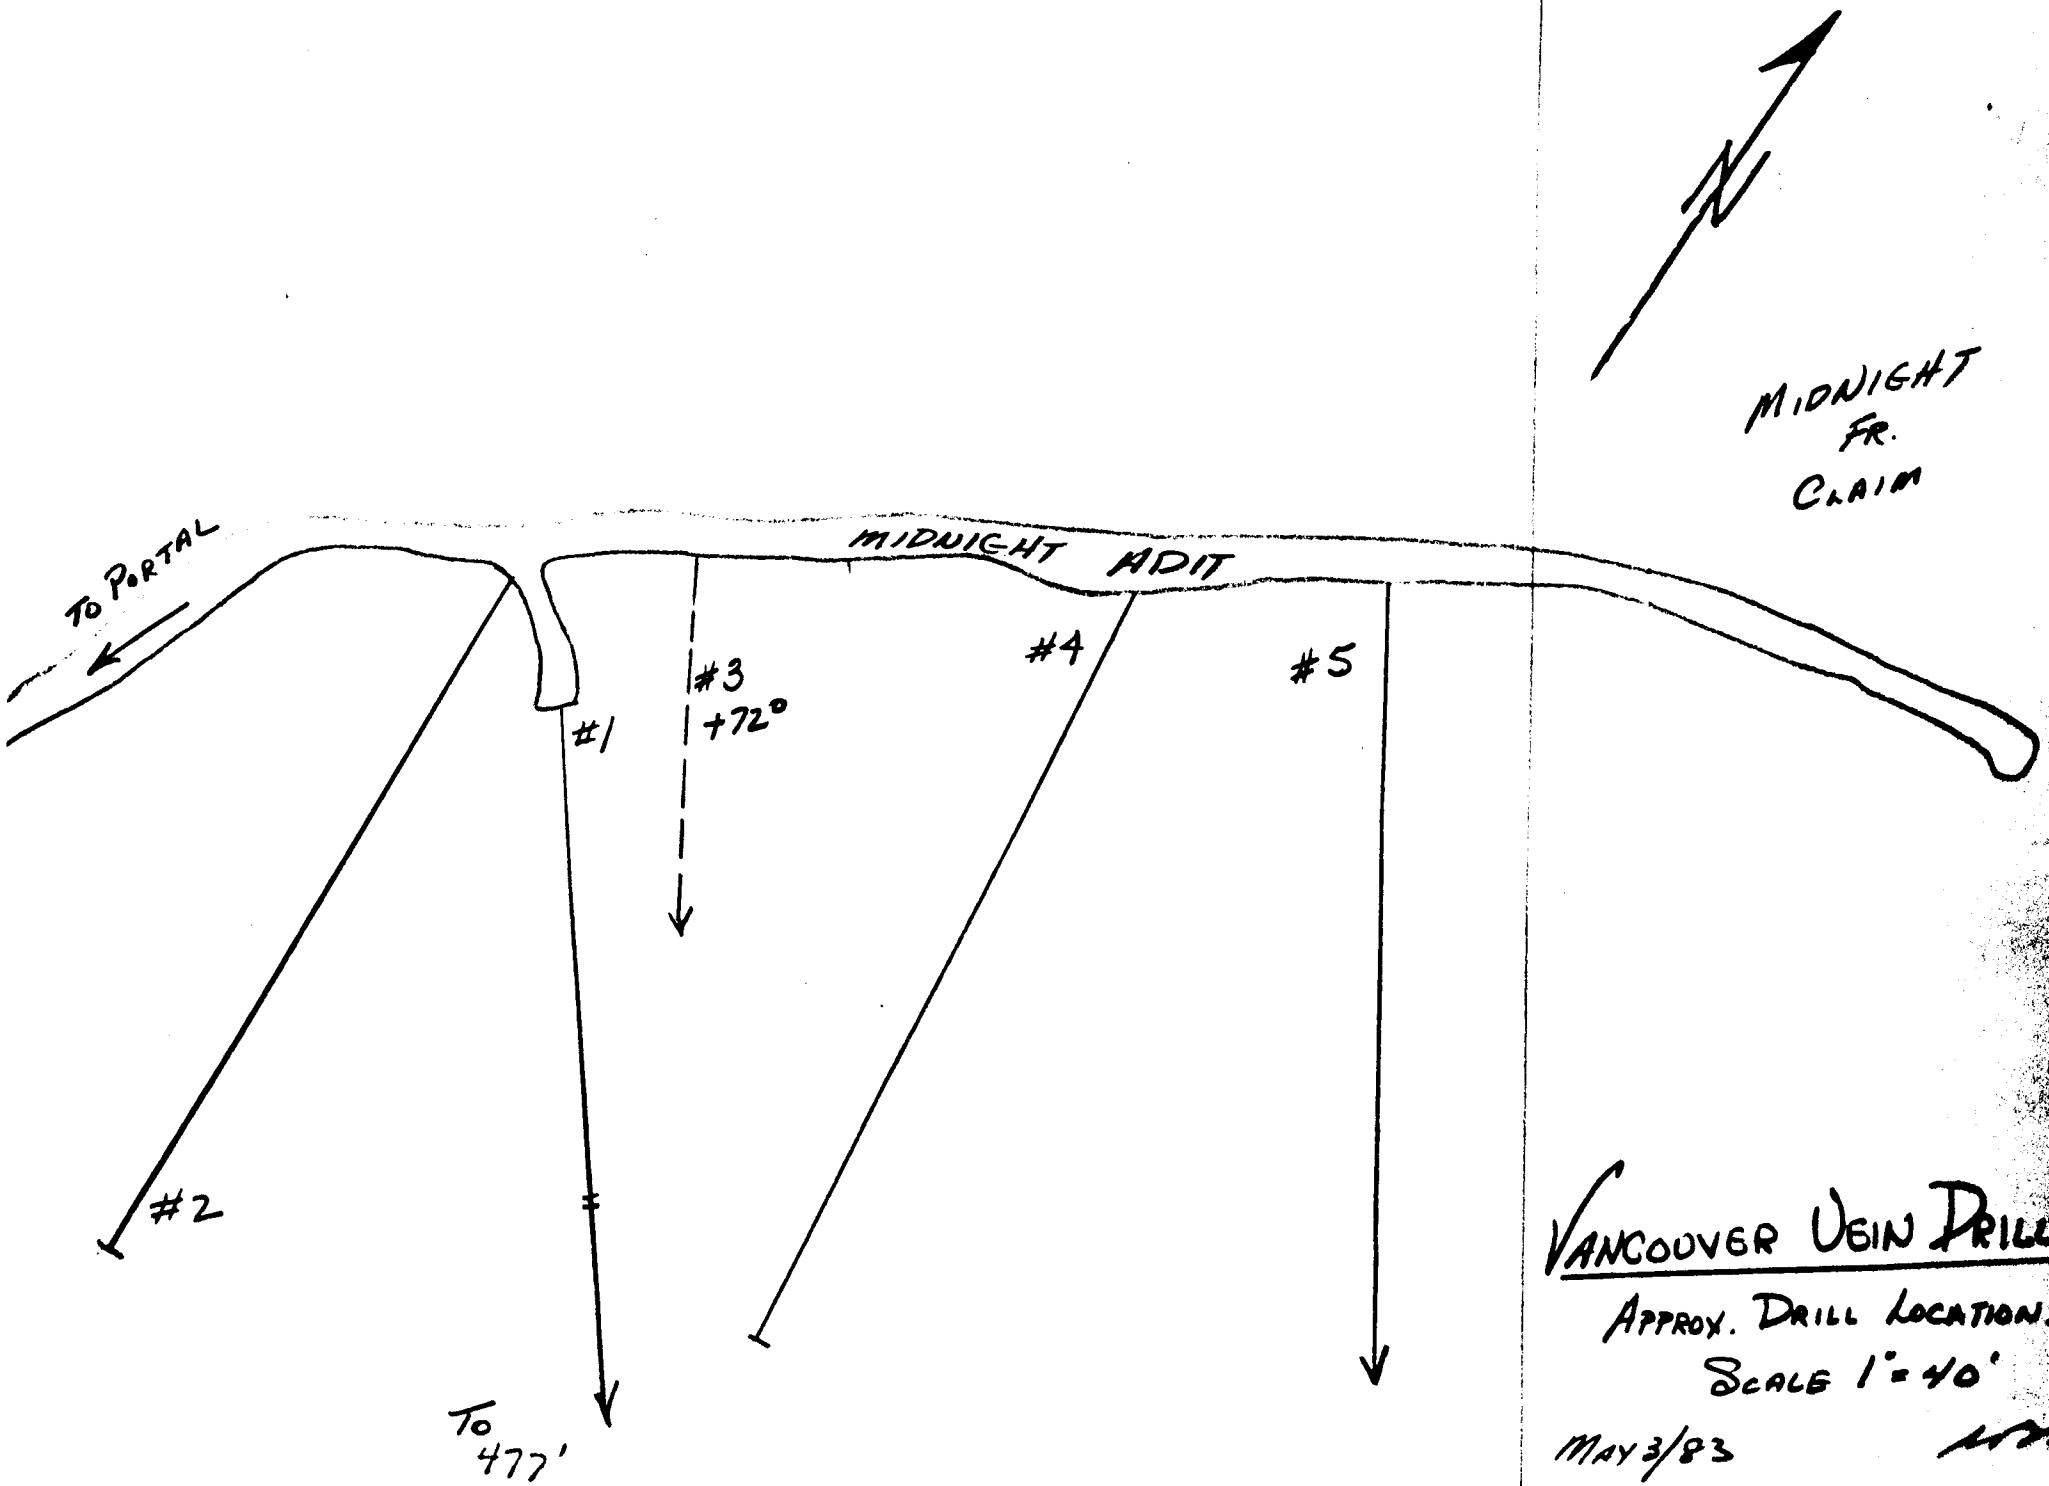 N
MIDNIGHT
FR.
CLAIM
TO PORTAL
MIDNIGHT ADIT
#3
+72°
#4
#5
#1
#2
TO
477'
VANCOUVER VEIN DRILL
APPROX. DRILL LOCATION
SCALE 1"=40'
MAY 3/83